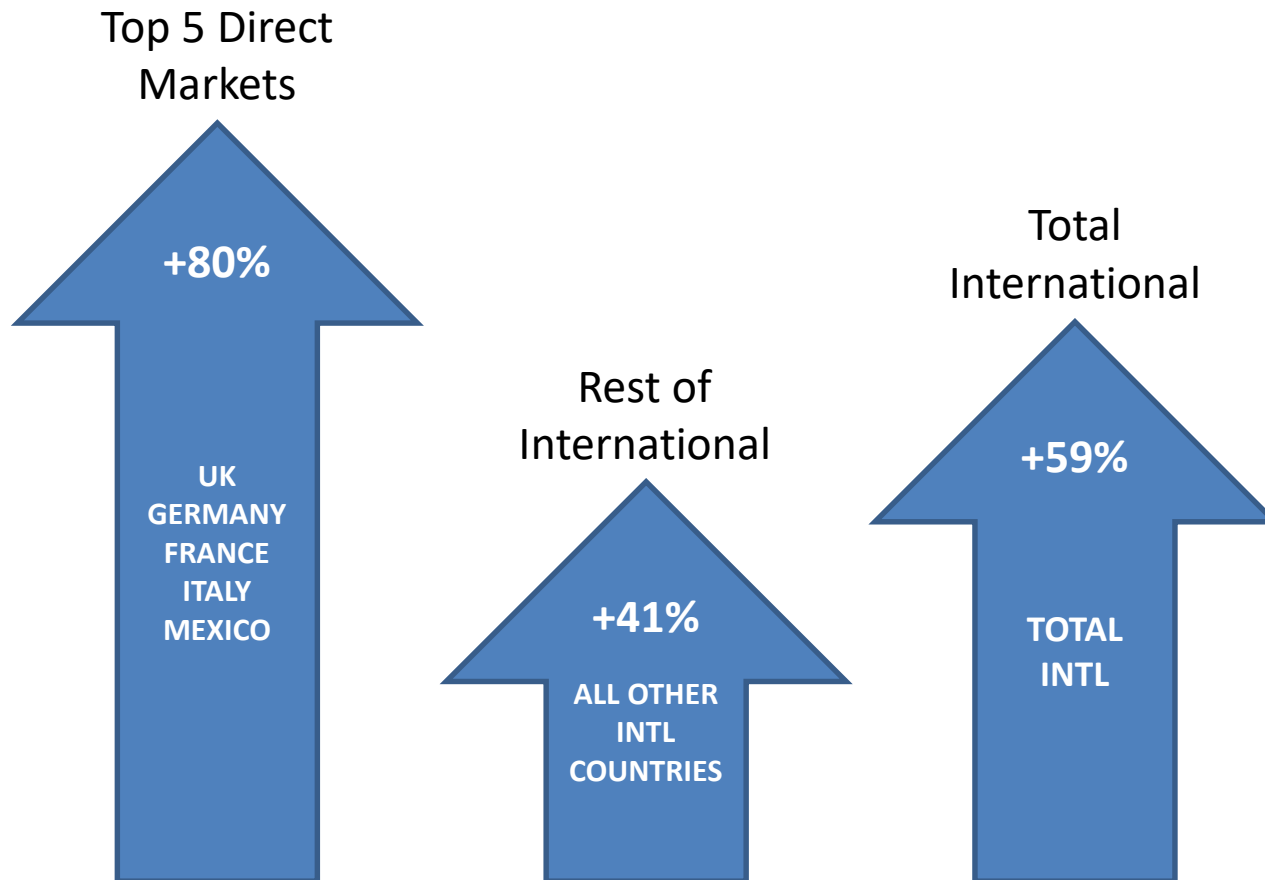 Top 5 Direct
Markets
+80%
UK
GERMANY
FRANCE
ITALY
MEXICO
Rest of
International
+41%
ALL OTHER
INTL
COUNTRIES
Total
International
+59%
TOTAL
INTL